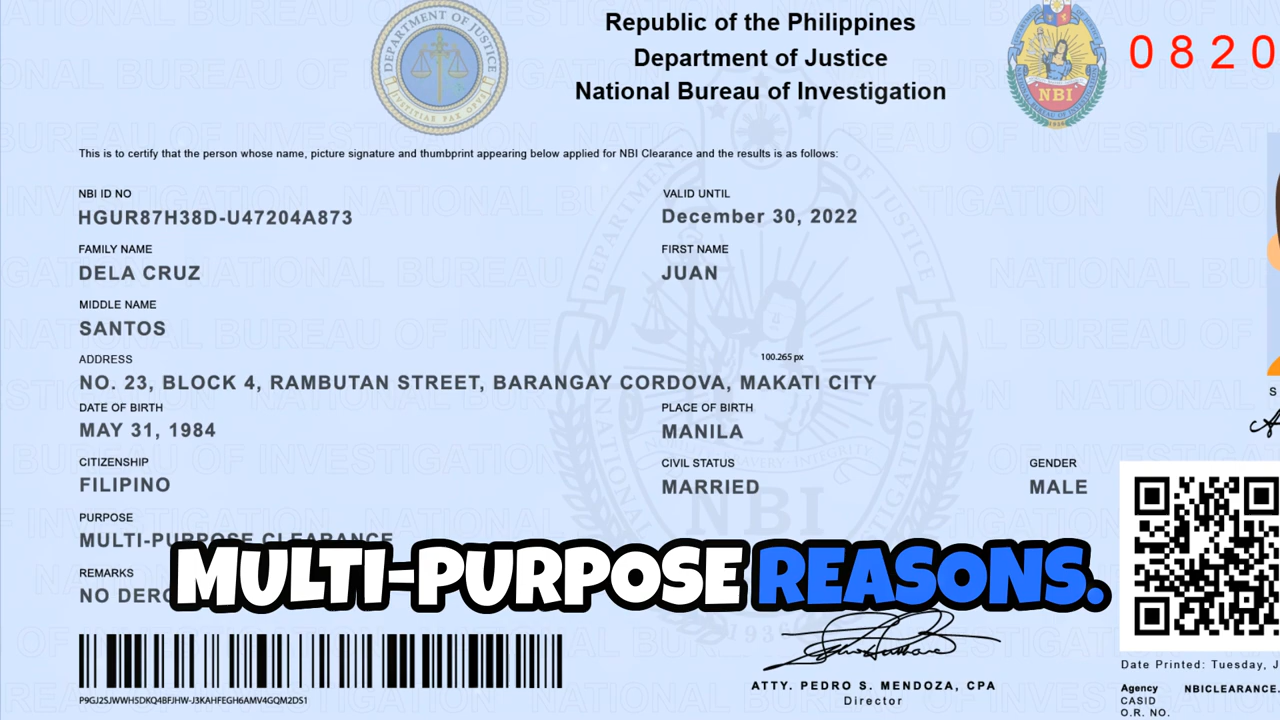 Republic of the Philippines
Department of Justice
National Bureau of Investigation
DEPARTMENT OF JUSTICE
NBI
0820
This is to certify that the person whose name, picture signature and thumbprint appearing below applied for NBI Clearance and the results is as follows:
NBI ID NO
VALID UNTIL
HGUR87H38D-U47204A873
December 30, 2022
FAMILY NAME
FIRST NAME
DELA CRUZ
JUAN
MIDDLE NAME
SANTOS
ADDRESS
100.265 px
NO. 23, BLOCK 4, RAMBUTAN STREET, BARANGAY CORDOVA, MAKATI CITY
DATE OF BIRTH
PLACE OF BIRTH
MAY 31, 1984
MANILA
CITIZENSHIP
CIVIL STATUS
GENDER
FILIPINO
MARRIED
MALE
PURPOSE
MULTI-PURPOSE CLEARANCE
MULTI-PURPOSE REASONS.
REMARKS
NO
P9GJ2SJWWHSDKQ4BFJHW-J3KAHFEGH6AMV4GQM2DS1
ATTY. PEDRO S. MENDOZA, CPA
Director
Date Printed: Tuesday,
Agency NBICLEARANCE.
CASID
O.R. NO.